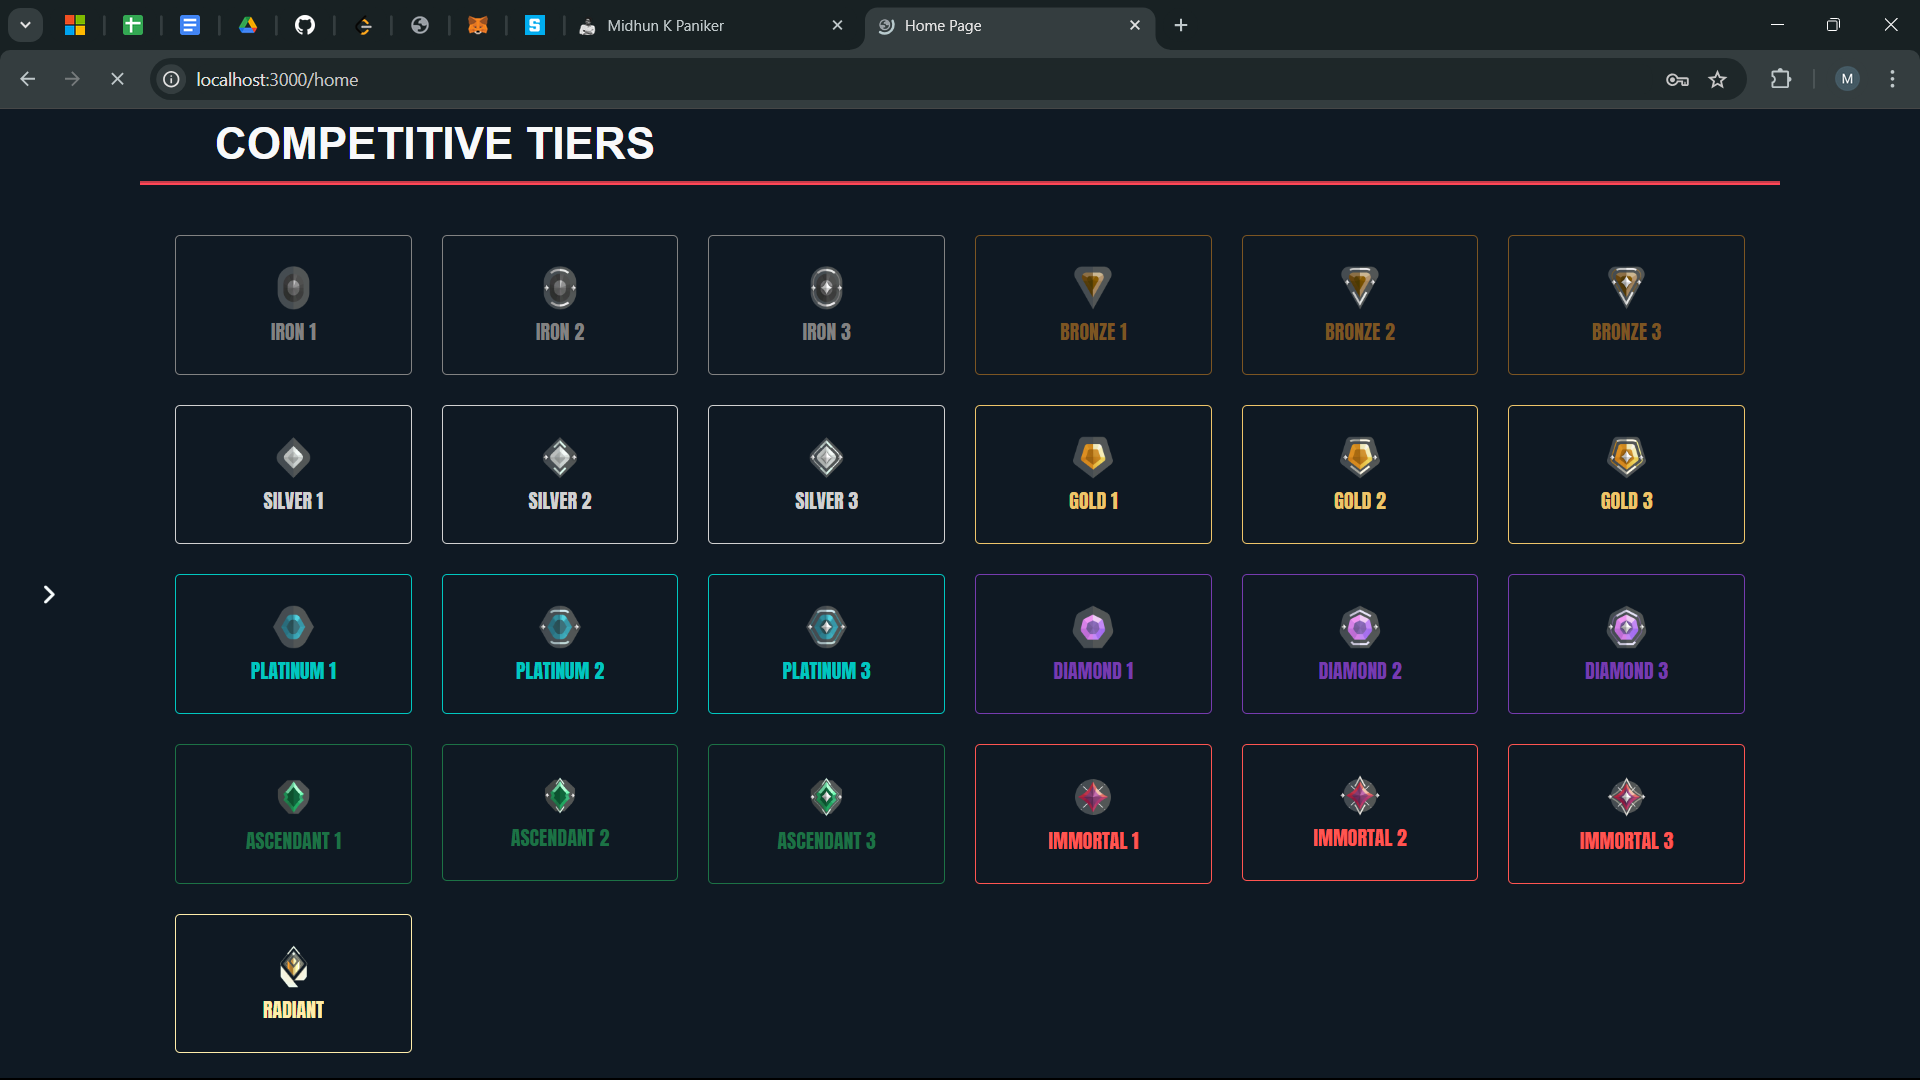 Midhun K Paniker
Home Page
localhost:3000/home
M
COMPETITIVE TIERS
IRON 1
IRON 2
IRON 3
BRONZE 1
BRONZE 2
BRONZE 3
SILVER 1
SILVER 2
SILVER 3
GOLD 1
GOLD 2
GOLD 3
PLATINUM 1
PLATINUM 2
PLATINUM 3
DIAMOND 1
DIAMOND 2
DIAMOND 3
ASCENDANT 1
ASCENDANT 2
ASCENDANT 3
IMMORTAL 1
IMMORTAL 2
IMMORTAL 3
RADIANT